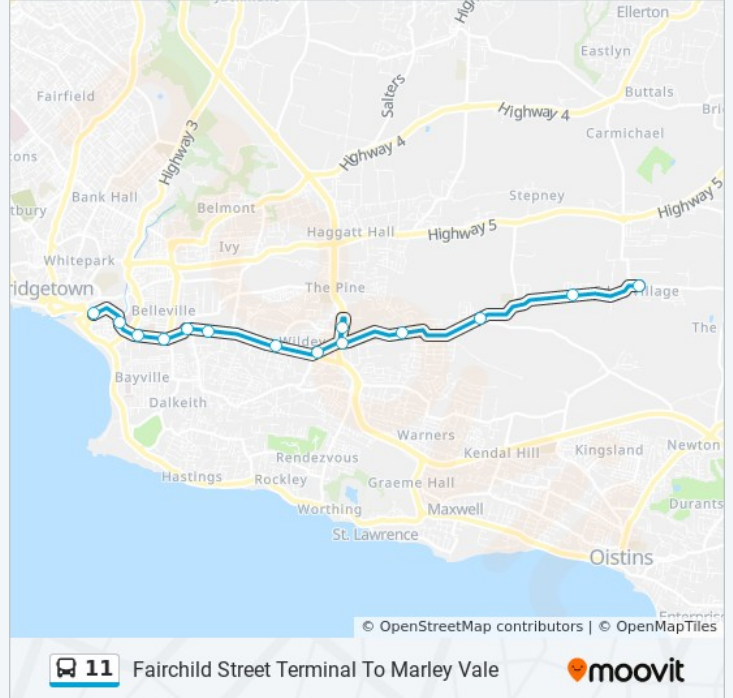 Ellerton
Eastlyn
Fairfield
Salters
Buttals
Highway 4
Highway 3
Carmichael
Highway 4
Bank Hall
Stepney
Belmont
Highway 5
Haggatt Hall
Highway 5
Ivy
Whitepark
ridgetown
The Pine
Belleville
The
Bayville
Dalkeith
Warners
Newton
Rendezvous
Kendal Hill
Kingsland
Hastings
Rockley
Graeme Hall
Durants
Worthing
Maxwell
St. Lawrence
Oistins
© OpenStreetMap contributors | © OpenMapTiles
11 Fairchild Street Terminal To Marley Vale
moovit